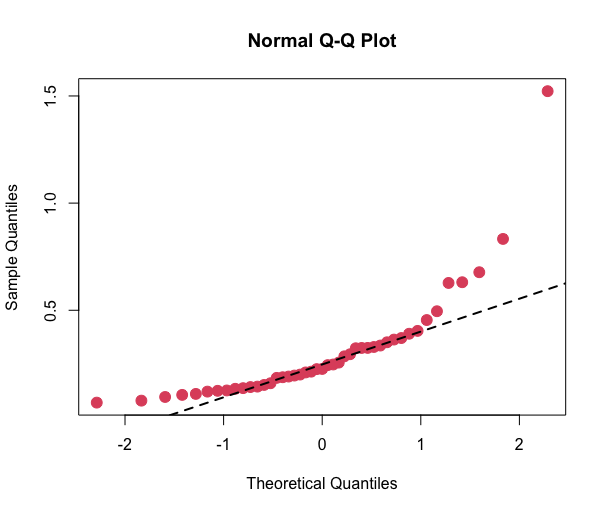 Normal Q-Q Plot
1.5
1.0
0.5
Sample Quantiles
-2 -1 0 1 2
Theoretical Quantiles